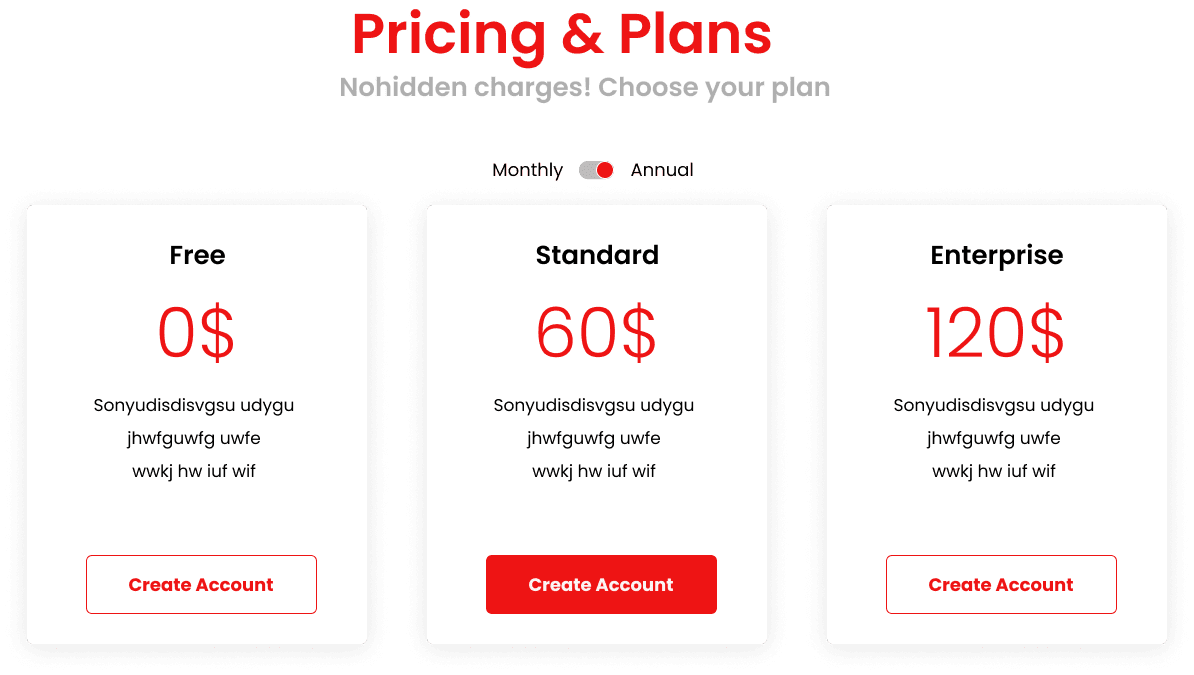 Pricing & Plans
Nohidden charges! Choose your plan
Monthly Annual
Free
0$
Sonyudisdisvgsu udygu
jhwfguwfg uwfe
wwkj hw iuf wif
Create Account
Standard
60$
Sonyudisdisvgsu udygu
jhwfguwfg uwfe
wwkj hw iuf wif
Create Account
Enterprise
120$
Sonyudisdisvgsu udygu
jhwfguwfg uwfe
wwkj hw iuf wif
Create Account